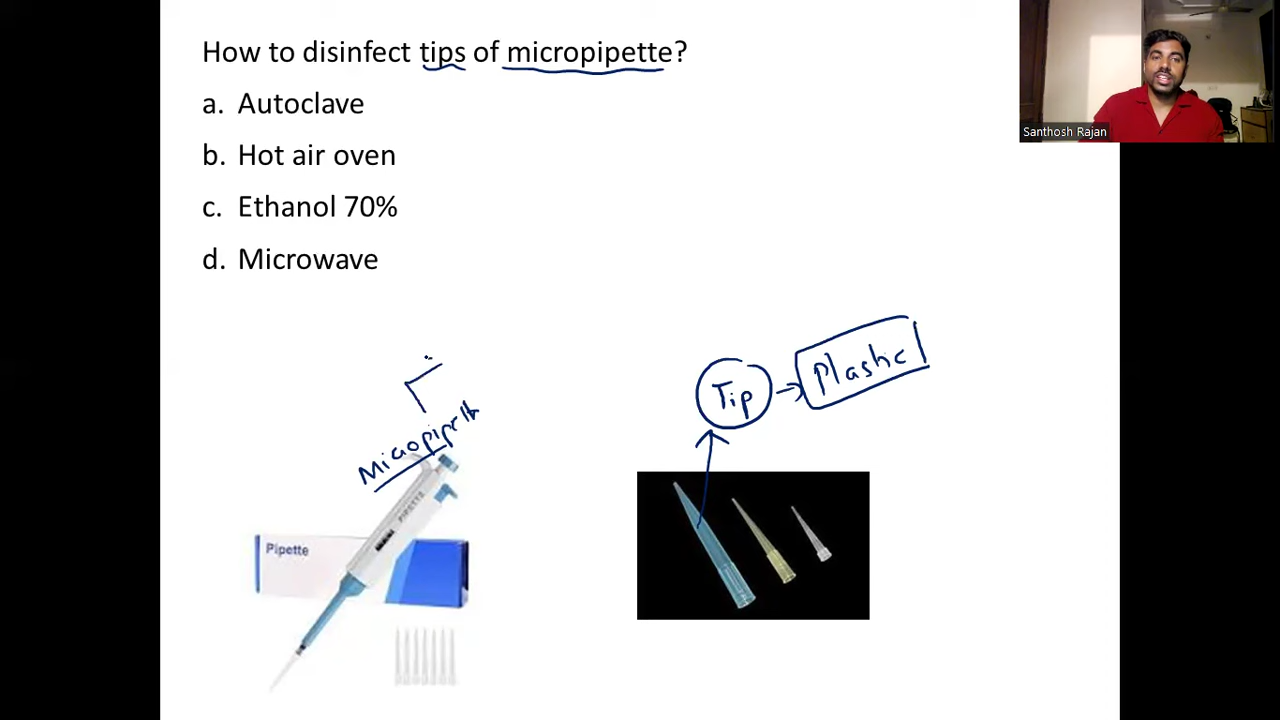 How to disinfect tips of micropipette?
a. Autoclave
b. Hot air oven
c. Ethanol 70%
d. Microwave
Santhosh Rajan
Tip
Plastic
Micropipette
PIPETTE
Pipette